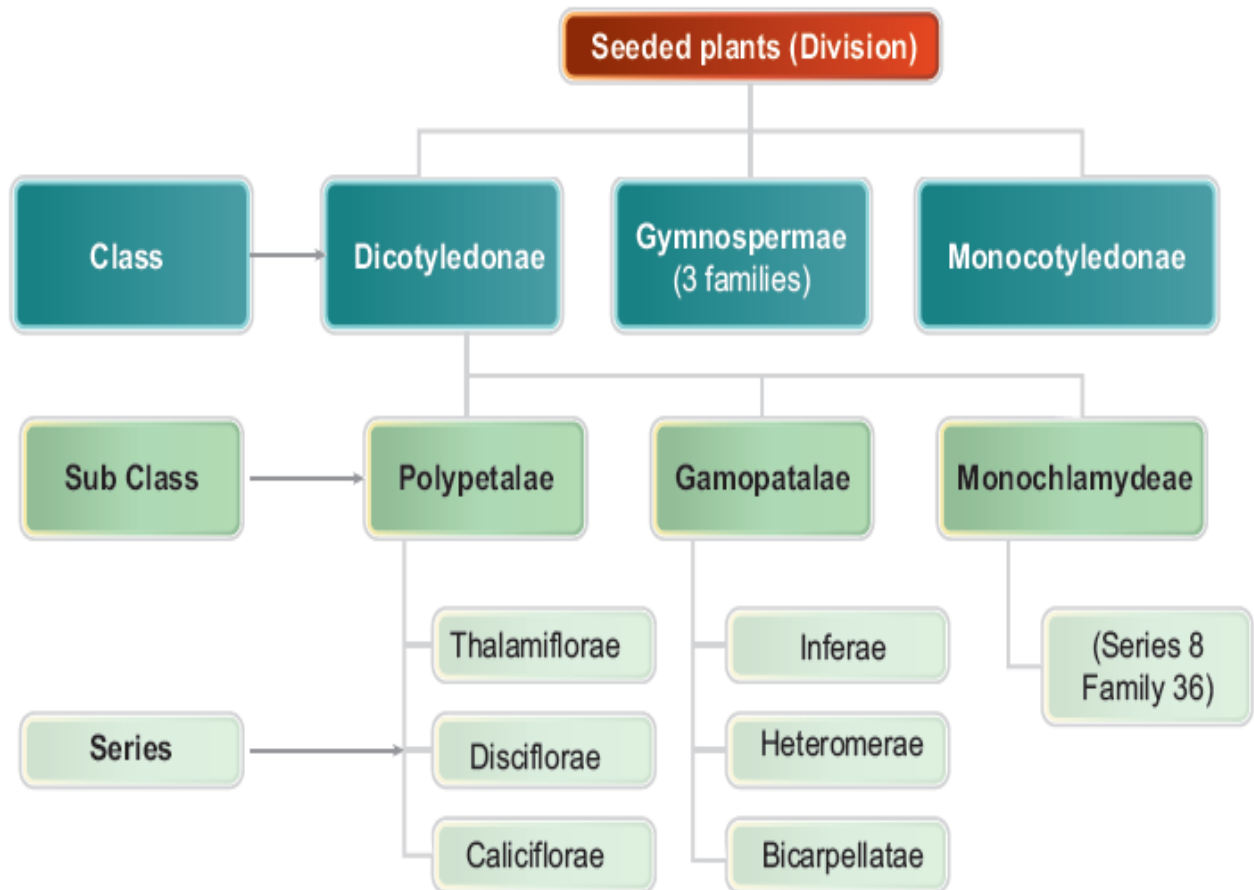 Seeded plants (Division)
Class
Dicotyledonae
Gymnospermae
(3 families)
Monocotyledonae
Sub Class
Polypetalae
Gamopatalae
Monochlamydeae
Thalamiflorae
Inferae
(Series 8
Family 36)
Series
Disciflorae
Heteromerae
Caliciflorae
Bicarpellatae